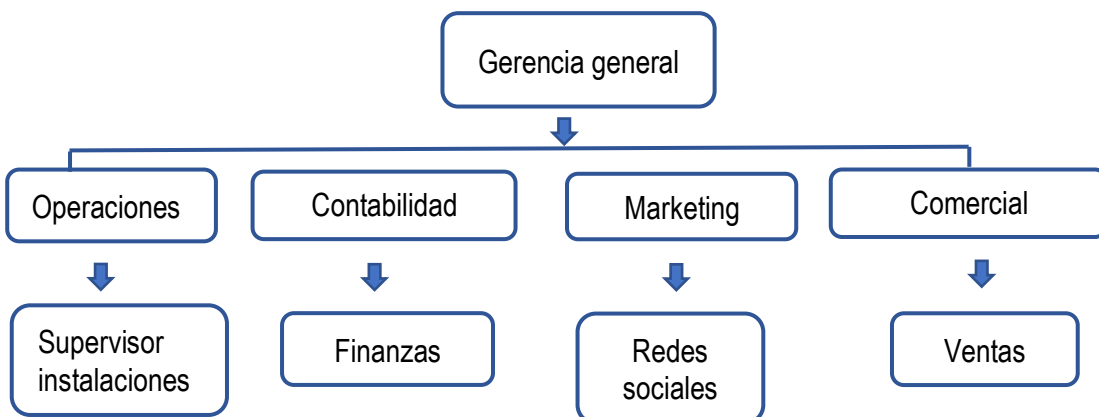 Gerencia general
Operaciones
Contabilidad
Marketing
Comercial
Supervisor
instalaciones
Finanzas
Redes
sociales
Ventas